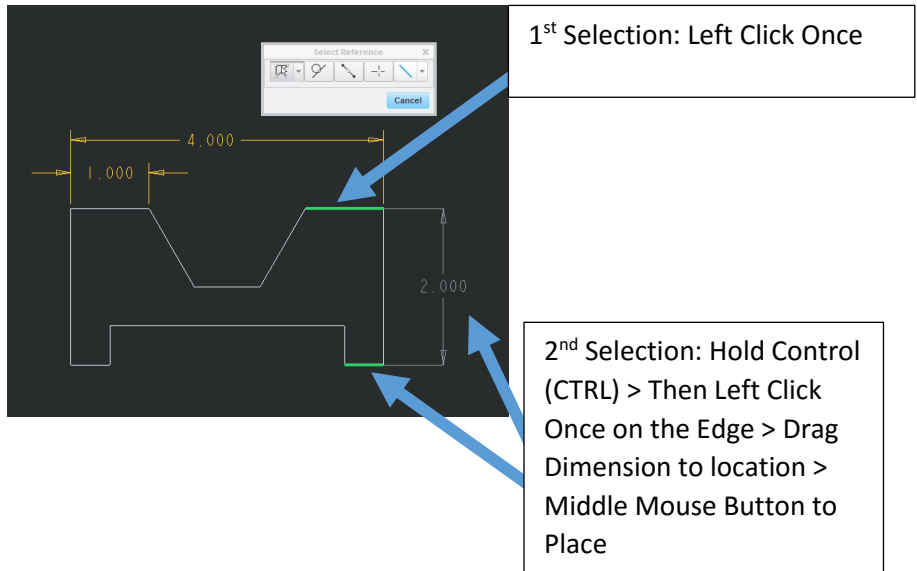 1st Selection: Left Click Once
Select Reference X
Cancel
4.000
1.000
2.000
2nd Selection: Hold Control
(CTRL) > Then Left Click
Once on the Edge > Drag
Dimension to location >
Middle Mouse Button to
Place